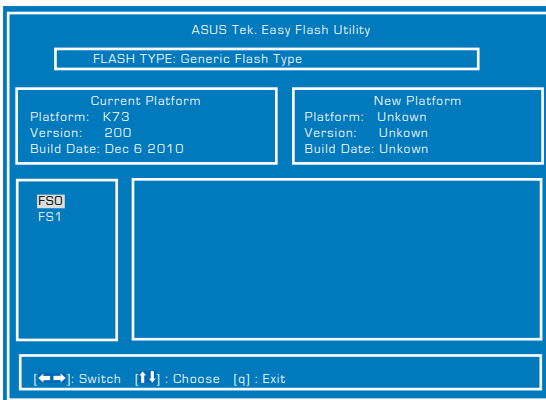 ASUS Tek. Easy Flash Utility
FLASH TYPE: Generic Flash Type
Current Platform
Platform: K73
Version: 200
Build Date: Dec 6 2010
New Platform
Platform: Unkown
Version: Unkown
Build Date: Unkown
FS0
FS1
[←→]: Switch [↑↓] : Choose [q] : Exit